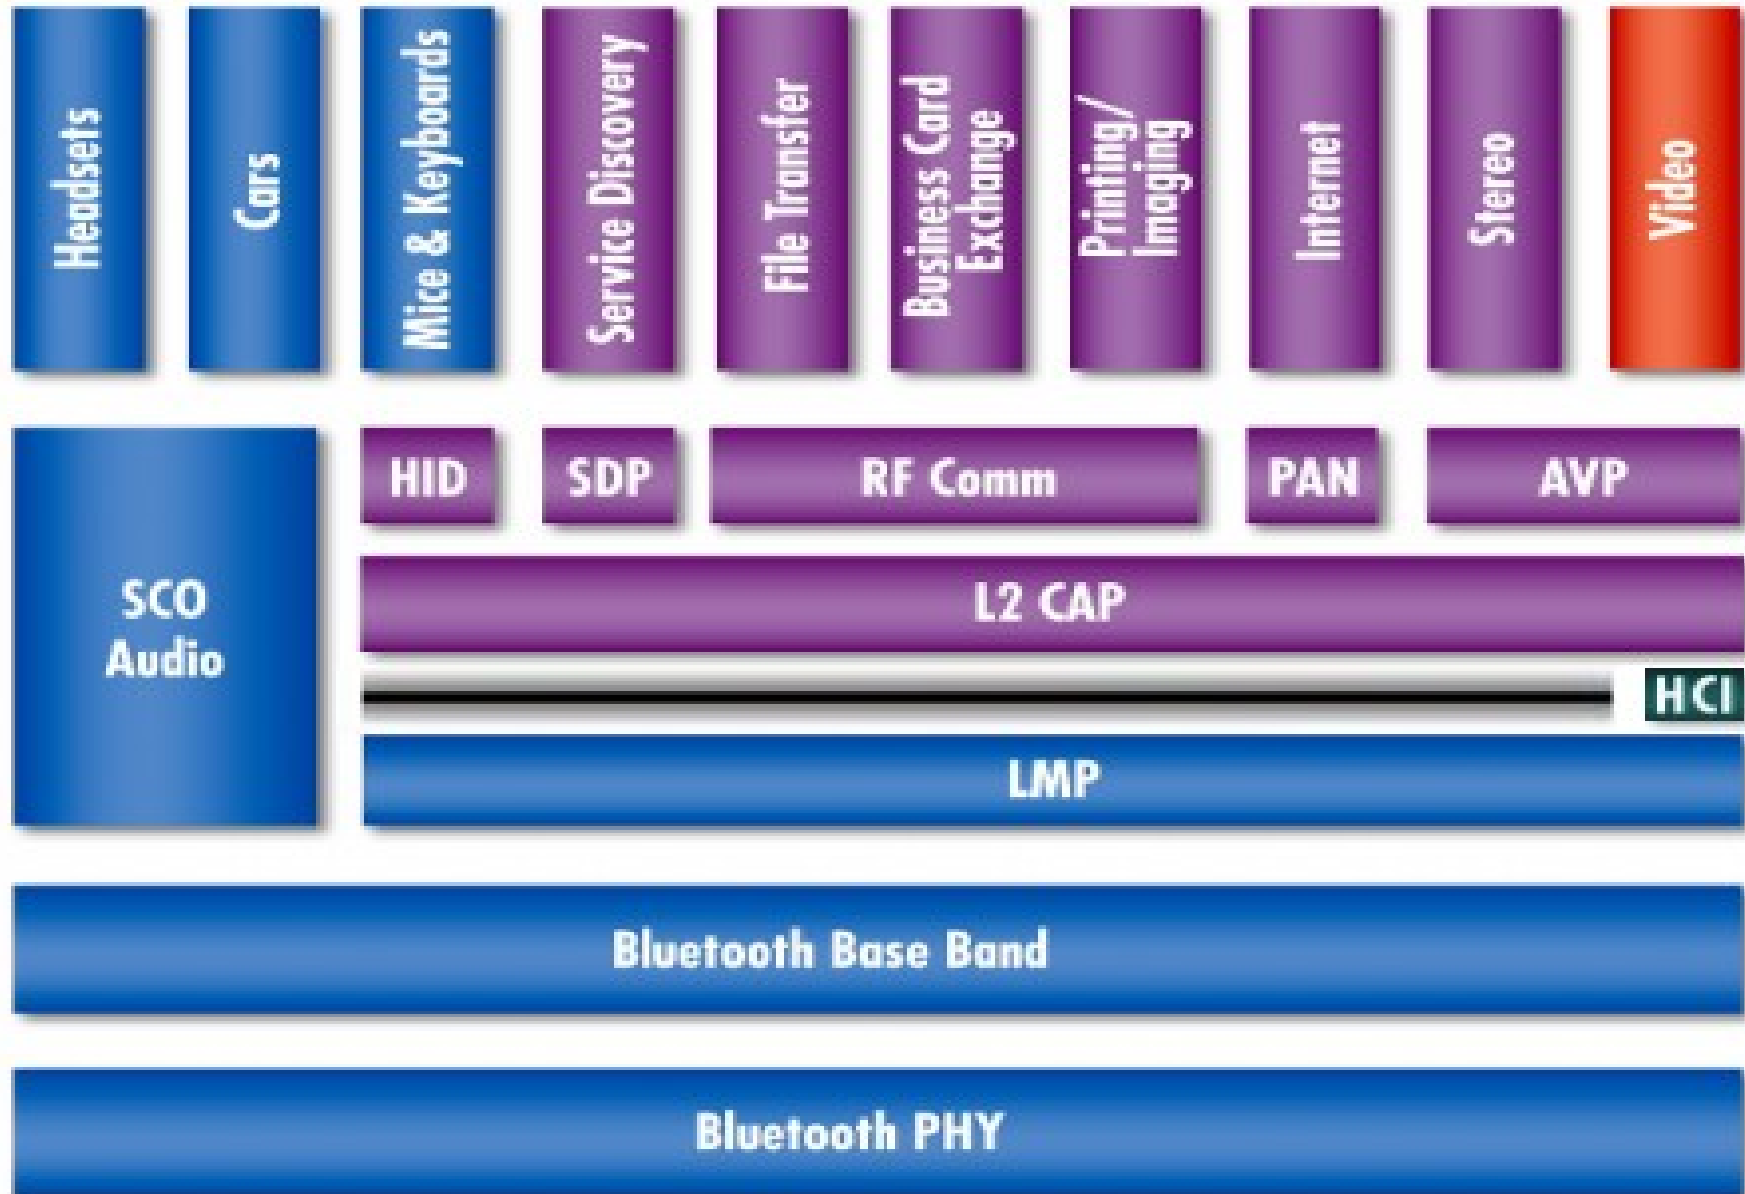 Headsets
Cars
Mice & Keyboards
Service Discovery
File Transfer
Business Card
Exchange
Printing/
Imaging
Internet
Stereo
Video
HID
SDP
RF Comm
PAN
AVP
SCO
Audio
L2 CAP
HCI
LMP
Bluetooth Base Band
Bluetooth PHY